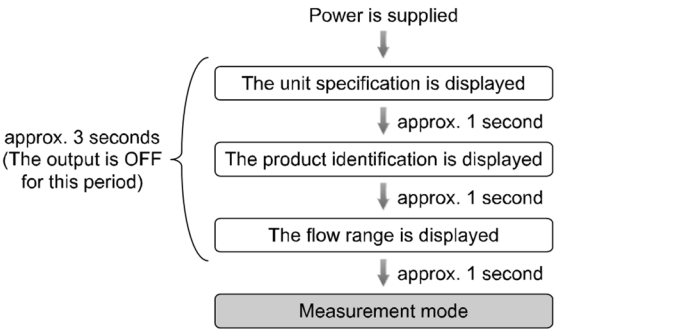 Power is supplied
The unit specification is displayed
approx. 1 second
approx. 3 seconds
(The output is OFF
for this period)
The product identification is displayed
approx. 1 second
The flow range is displayed
approx. 1 second
Measurement mode